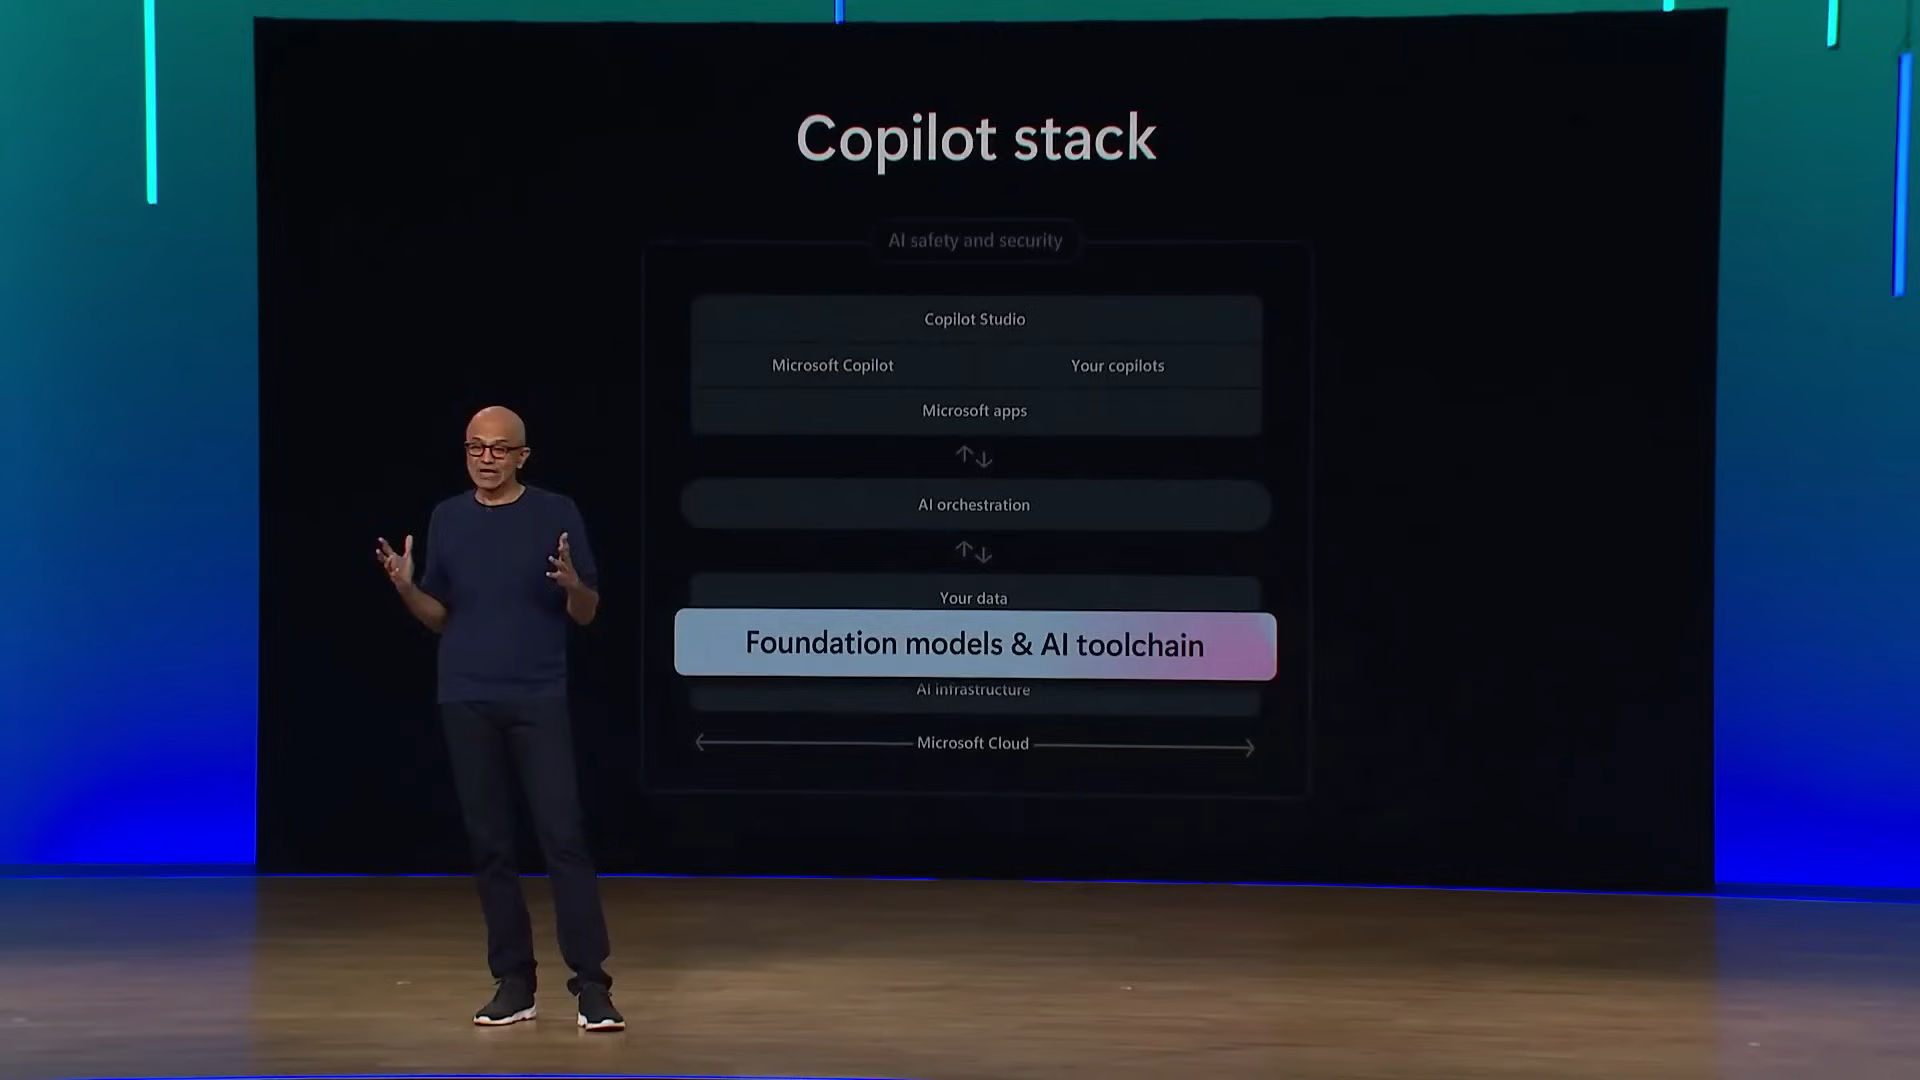 Copilot stack
AI safety and security
Copilot Studio
Microsoft Copilot
Your copilots
Microsoft apps
AI orchestration
Your data
Foundation models & AI toolchain
AI infrastructure
Microsoft Cloud